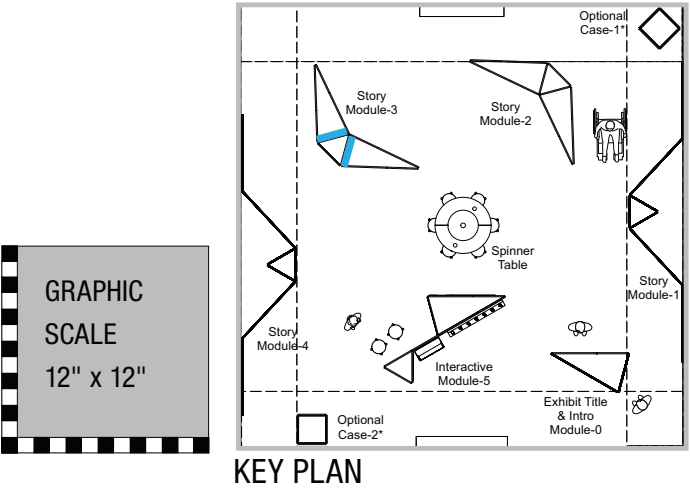 Optional
Case-1*
Story
Module-3
Story
Module-2
Spinner
Table
Story
Module-1
GRAPHIC
SCALE
12" x 12"
Story
Module-4
Interactive
Module-5
Exhibit Title
& Intro
Module-0
Optional
Case-2*
KEY PLAN